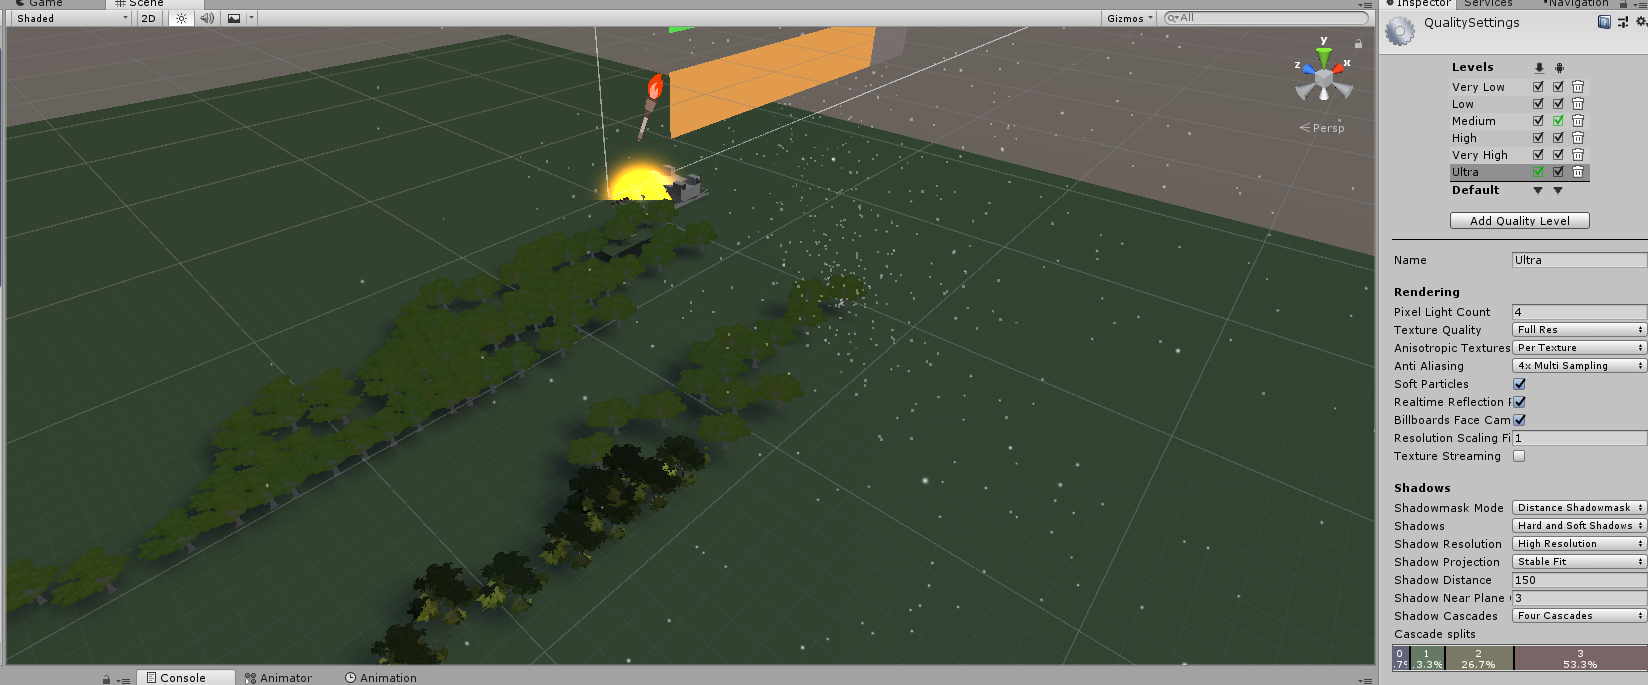 Game
Scene
Inspector
Services
Navigation
Shaded
2D
Gizmos
All
QualitySettings
y
z
x
Persp
Levels
Very Low
Low
Medium
High
Very High
Ultra
Default
Add Quality Level
Name
Ultra
Rendering
Pixel Light Count
4
Texture Quality
Full Res
Anisotropic Textures
Per Texture
Anti Aliasing
4x Multi Sampling
Soft Particles
Realtime Reflection
Billboards Face Cam
Resolution Scaling Fi
1
Texture Streaming
Shadows
Shadowmask Mode
Distance Shadowmask
Shadows
Hard and Soft Shadows
Shadow Resolution
High Resolution
Shadow Projection
Stable Fit
Shadow Distance
150
Shadow Near Plane
3
Shadow Cascades
Four Cascades
Cascade splits
0
1
2
3
3.3%
26.7%
53.3%
Console
Animator
Animation